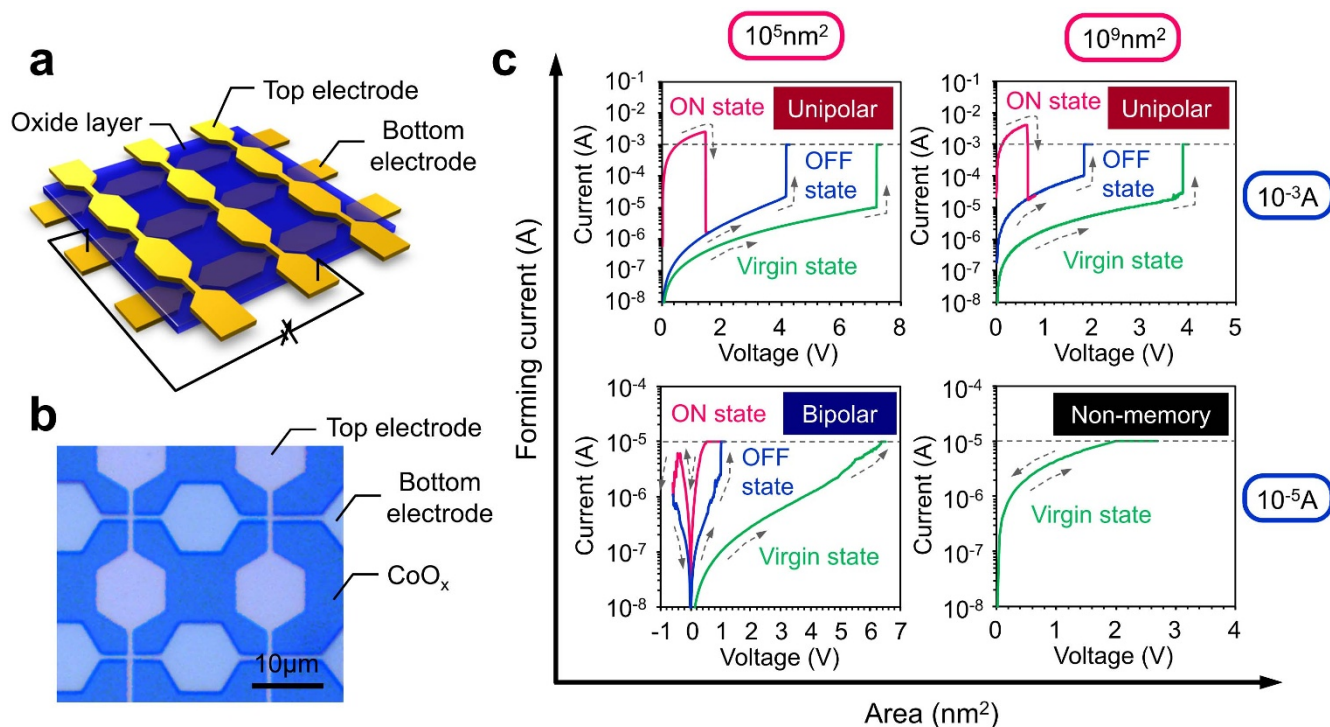 a
Top electrode
Oxide layer
Bottom
electrode
b
Top electrode
Bottom
electrode
CoOₓ
10μm
c
10⁵nm²
10⁹nm²
10⁻³A
10⁻⁵A
Forming current (A)
Area (nm²)
Current (A)
10⁻¹
10⁻²
10⁻³
10⁻⁴
10⁻⁵
10⁻⁶
10⁻⁷
10⁻⁸
ON state
Unipolar
OFF
state
Virgin state
0 2 4 6 8
Voltage (V)
Current (A)
10⁻¹
10⁻²
10⁻³
10⁻⁴
10⁻⁵
10⁻⁶
10⁻⁷
10⁻⁸
ON state
Unipolar
OFF
state
Virgin state
0 1 2 3 4 5
Voltage (V)
Current (A)
10⁻⁴
10⁻⁵
10⁻⁶
10⁻⁷
10⁻⁸
ON state
Bipolar
OFF
state
Virgin state
-1 0 1 2 3 4 5 6 7
Voltage (V)
Current (A)
10⁻⁴
10⁻⁵
10⁻⁶
10⁻⁷
10⁻⁸
Non-memory
Virgin state
0 1 2 3 4
Voltage (V)